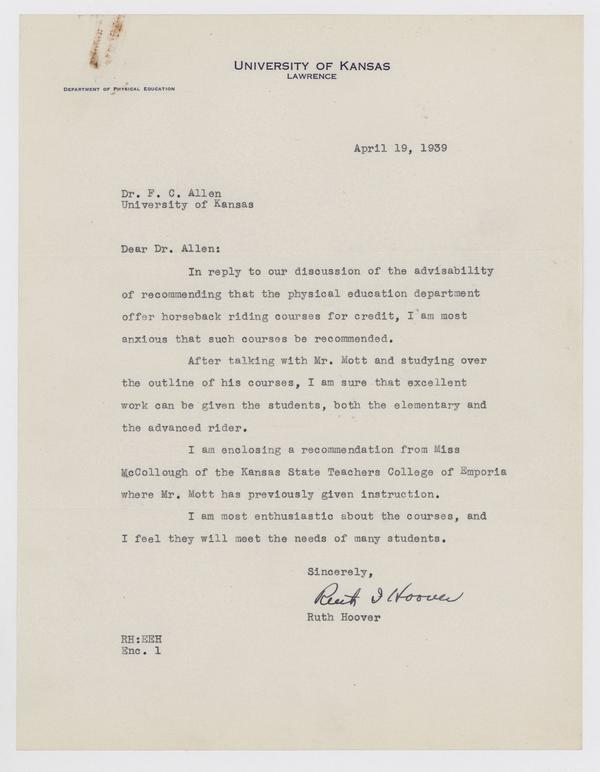 UNIVERSITY OF KANSAS
LAWRENCE
DEPARTMENT OF PHYSICAL EDUCATION
April 19, 1939
Dr. F. C. Allen
University of Kansas
Dear Dr. Allen:
In reply to our discussion of the advisability
of recommending that the physical education department
offer horseback riding courses for credit, I am most
anxious that such courses be recommended.
After talking with Mr. Mott and studying over
the outline of his courses, I am sure that excellent
work can be given the students, both the elementary and
the advanced rider.
I am enclosing a recommendation from Miss
McCollough of the Kansas State Teachers College of Emporia
where Mr. Mott has previously given instruction.
I am most enthusiastic about the courses, and
I feel they will meet the needs of many students.
Sincerely,
Ruth I Hoover
Ruth Hoover
RH:EEH
Enc. 1